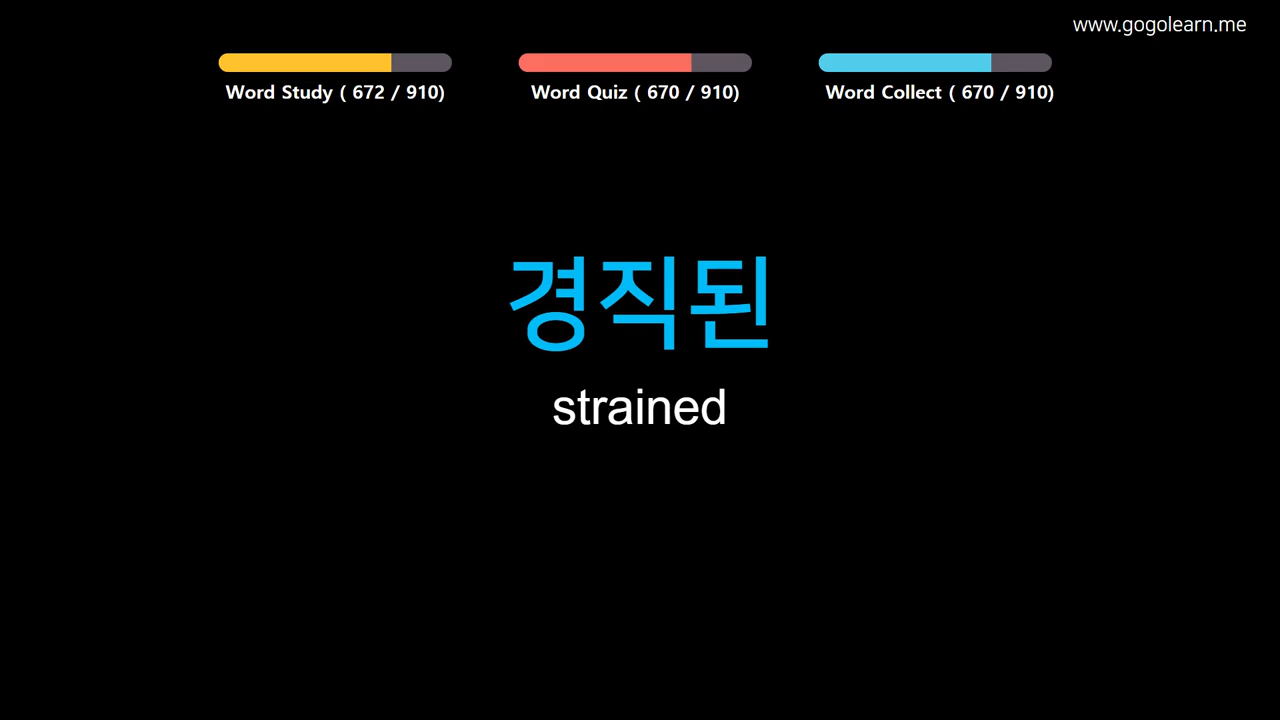 www.gogolearn.me
Word Study ( 672 / 910)
Word Quiz ( 670 / 910)
Word Collect ( 670 / 910)
경직된
strained